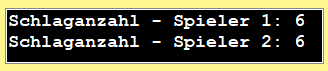 Schlaganzahl - Spieler 1: 6
Schlaganzahl - Spieler 2: 6